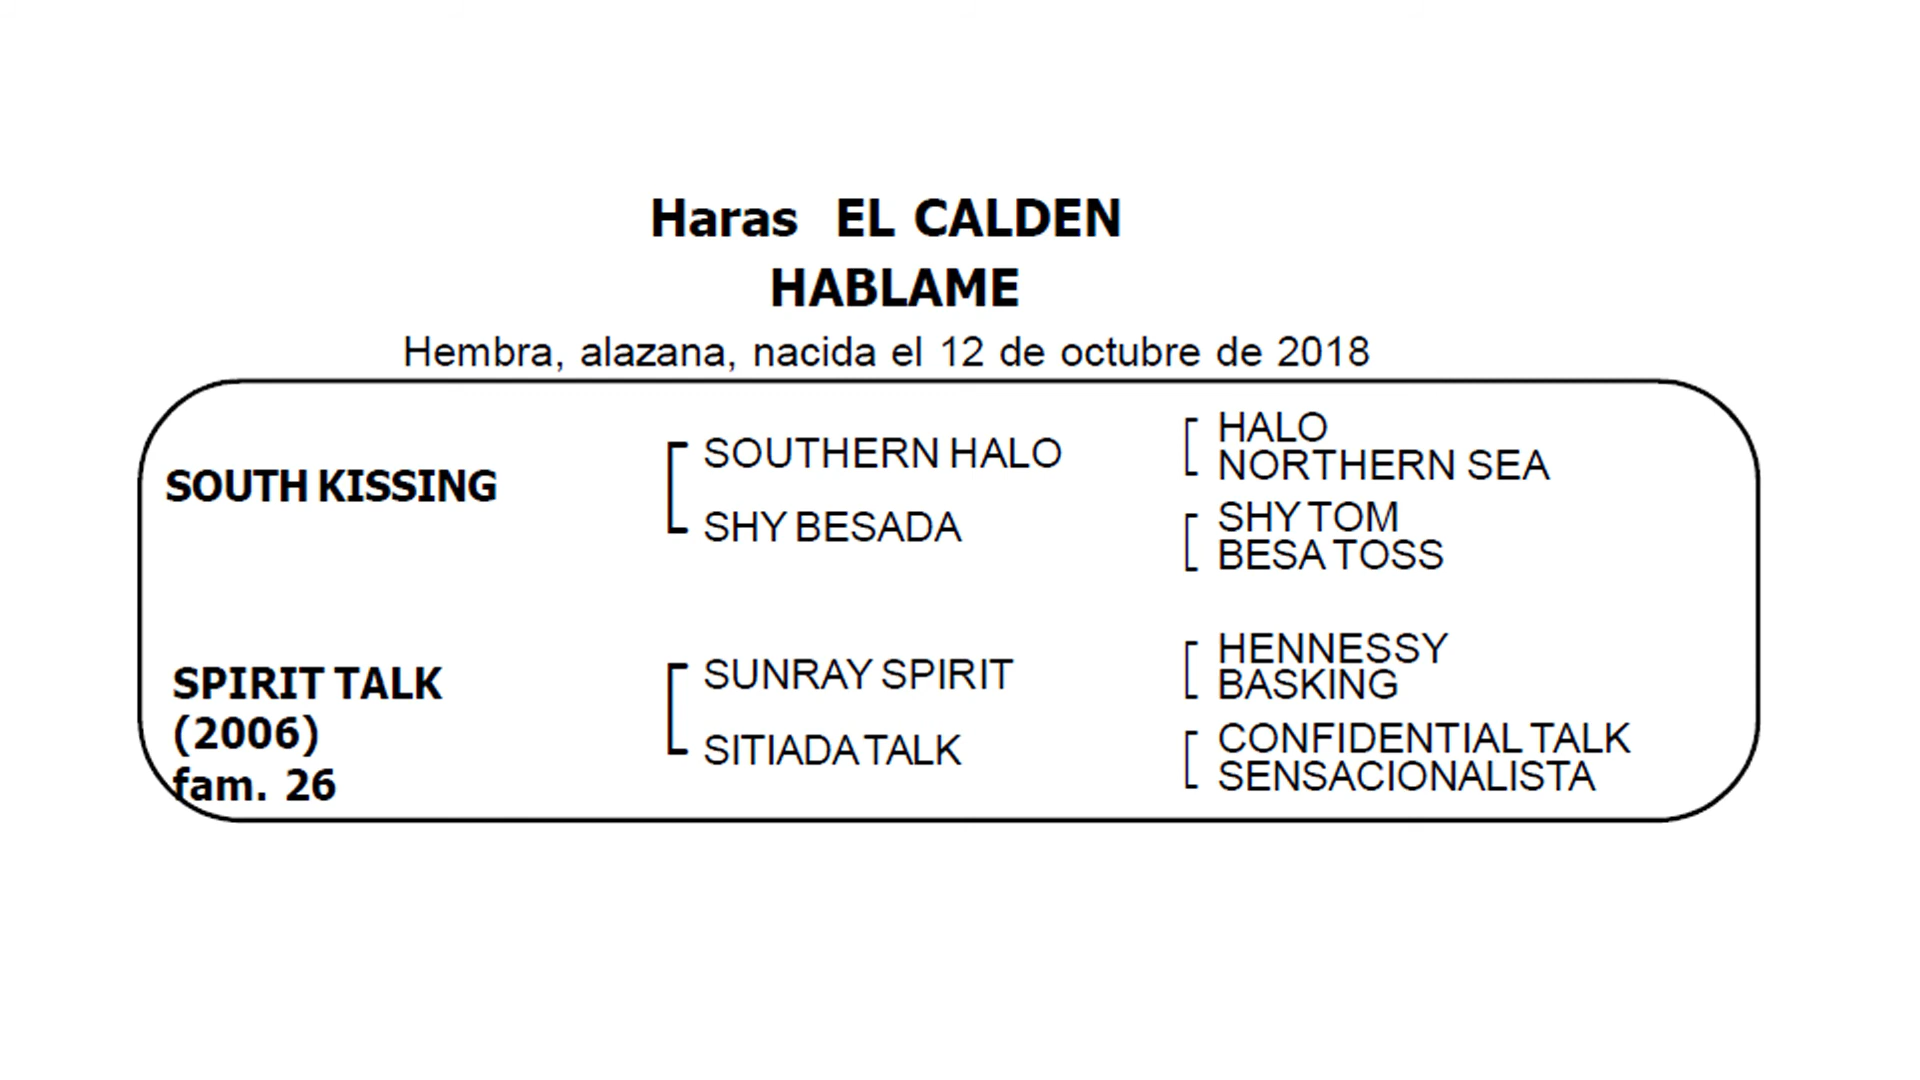 Haras EL CALDEN
HABLAME
Hembra, alazana, nacida el 12 de octubre de 2018
SOUTH KISSING
SOUTHERN HALO
SHY BESADA
HALO
NORTHERN SEA
SHY TOM
BESA TOSS
SPIRIT TALK
(2006)
fam. 26
SUNRAY SPIRIT
SITIADA TALK
HENNESSY
BASKING
CONFIDENTIAL TALK
SENSACIONALISTA